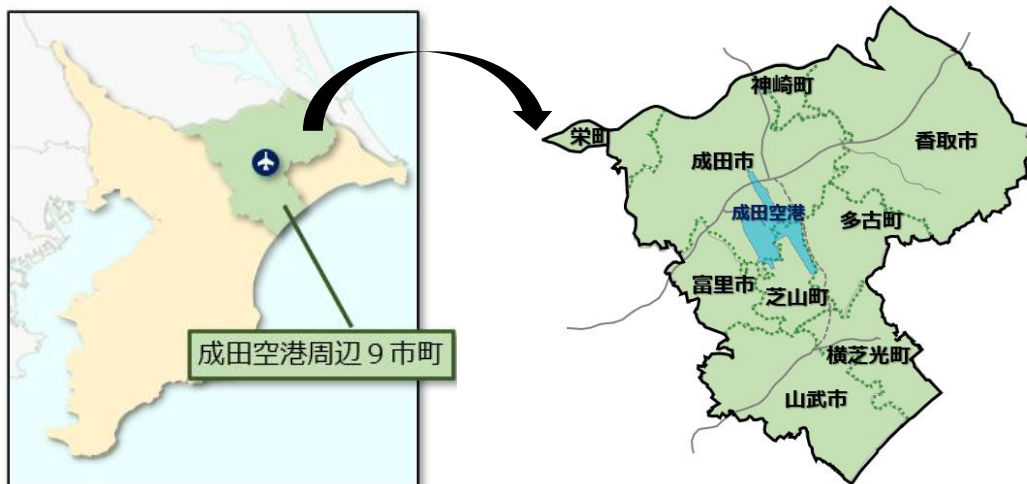 成田空港周辺９市町
神崎町
栄町
香取市
成田市
成田空港
多古町
富里市
芝山町
横芝光町
山武市